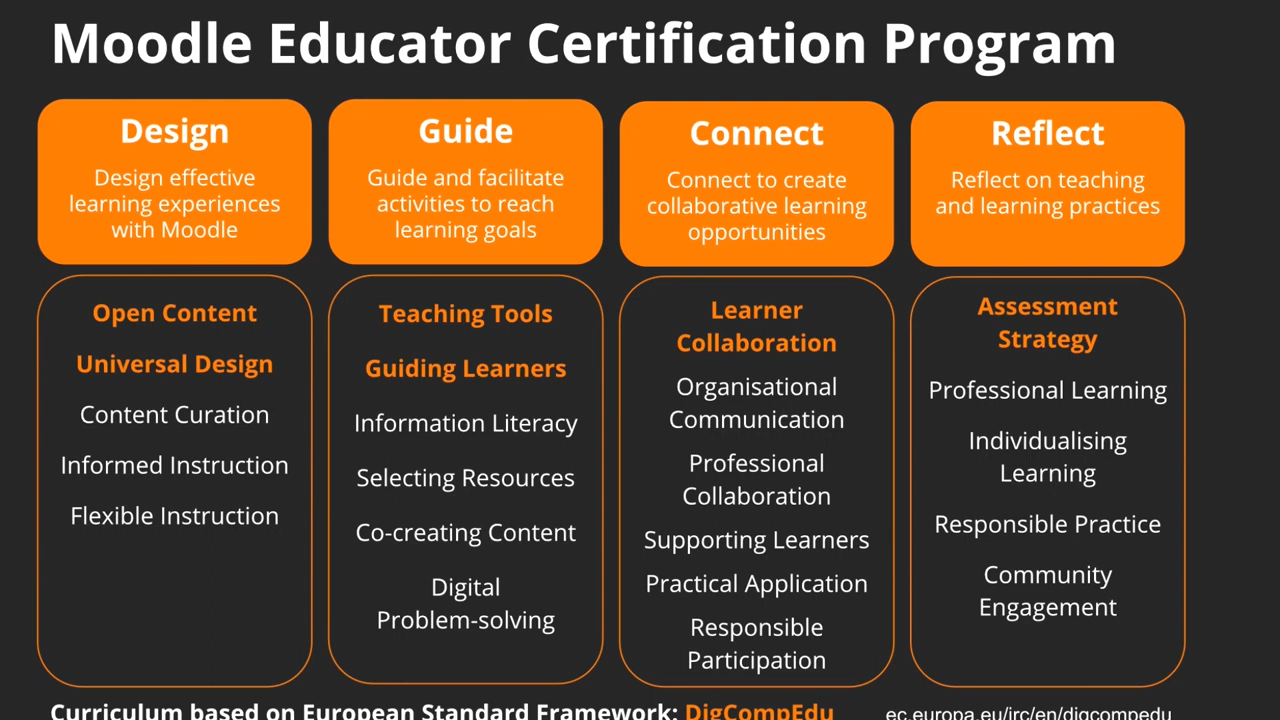 Moodle Educator Certification Program
Design
Design effective
learning experiences
with Moodle
Guide
Guide and facilitate
activities to reach
learning goals
Connect
Connect to create
collaborative learning
opportunities
Reflect
Reflect on teaching
and learning practices
Open Content
Universal Design
Content Curation
Informed Instruction
Flexible Instruction
Teaching Tools
Guiding Learners
Information Literacy
Selecting Resources
Co-creating Content
Digital
Problem-solving
Learner
Collaboration
Organisational
Communication
Professional
Collaboration
Supporting Learners
Practical Application
Responsible
Participation
Assessment
Strategy
Professional Learning
Individualising
Learning
Responsible Practice
Community
Engagement
Curriculum based on European Standard Framework: DigCompEdu
ec.europa.eu/jrc/en/digcompedu